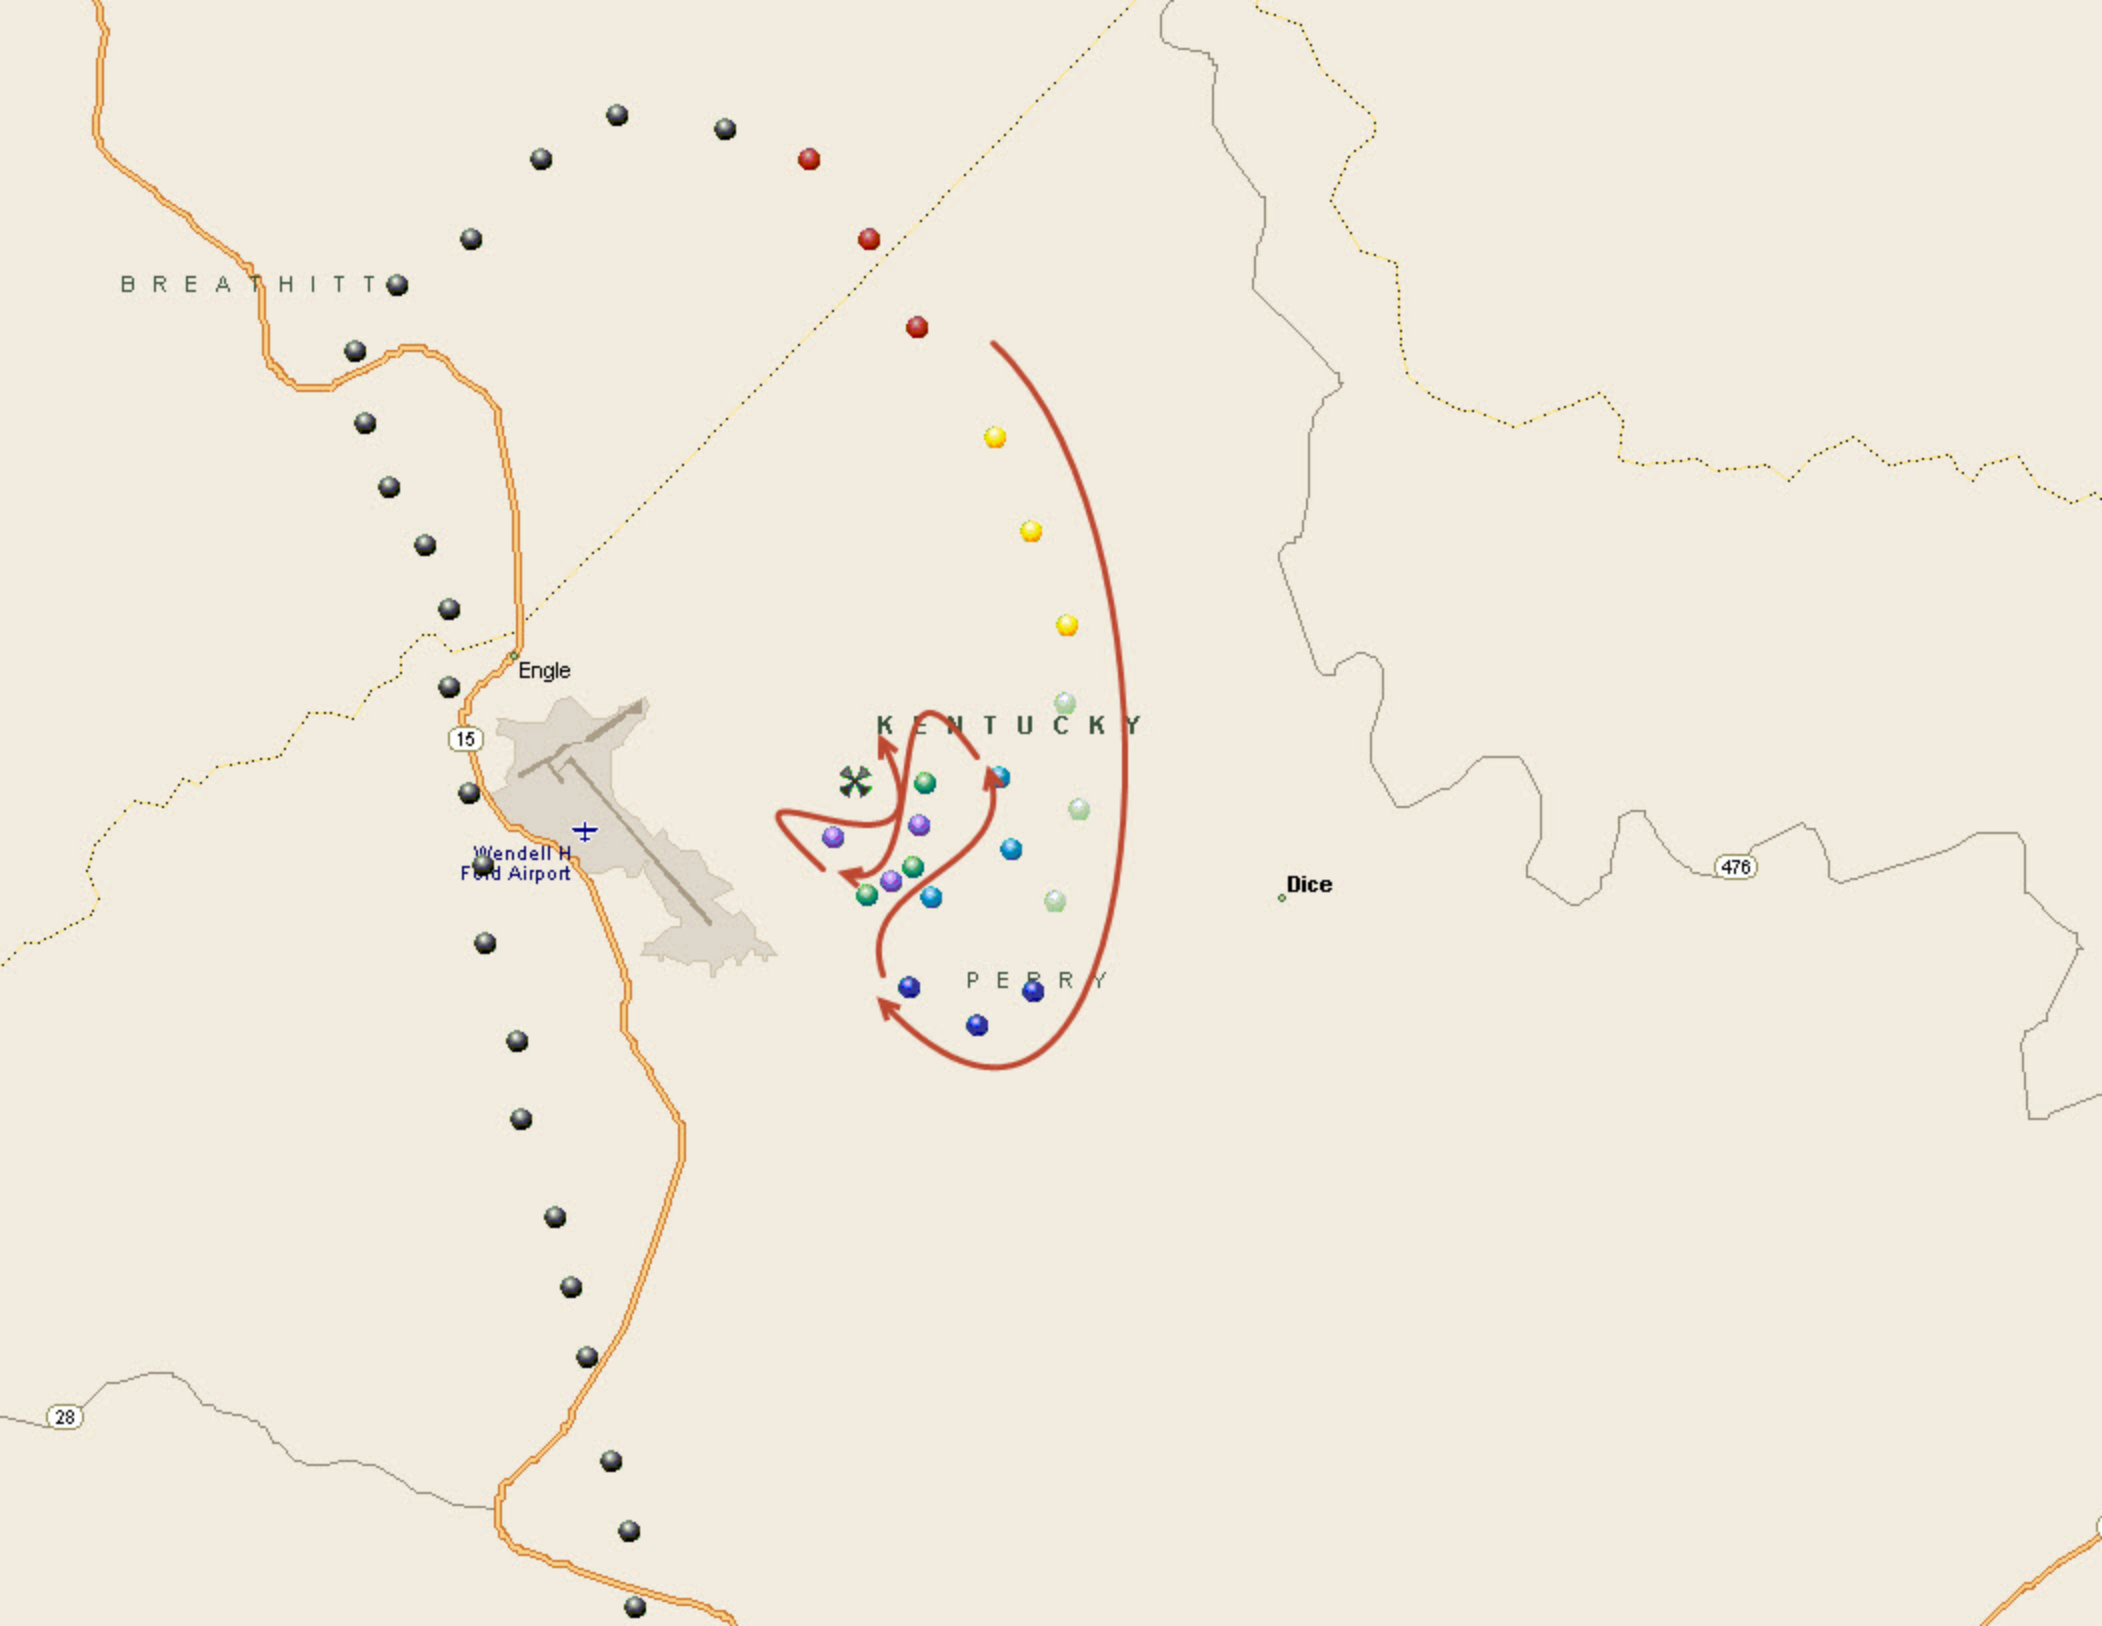 BREATHITT
Engle
15
KENTUCKY
Wendell H
Ford Airport
476
Dice
PERRY
28